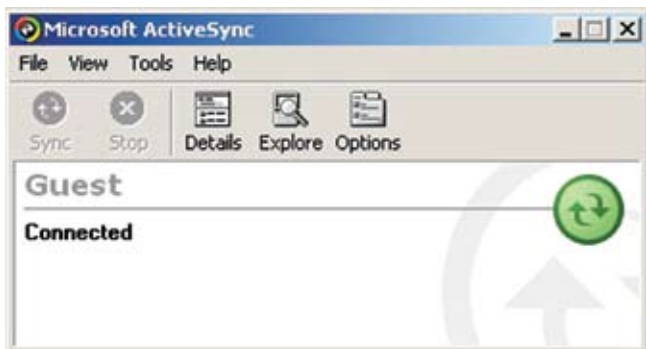 Microsoft ActiveSync
File View Tools Help
Sync Stop Details Explore Options
Guest
Connected